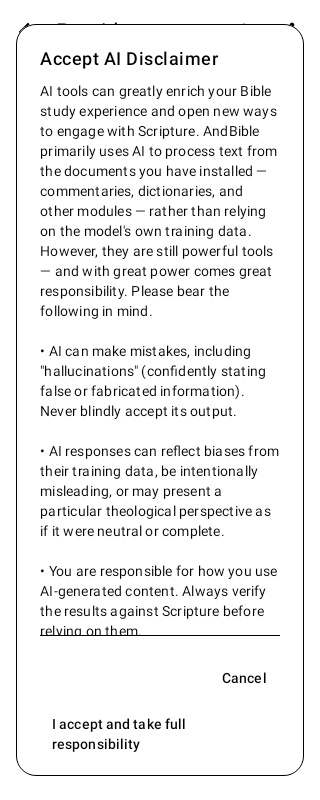 Accept AI Disclaimer
AI tools can greatly enrich your Bible
study experience and open new ways
to engage with Scripture. AndBible
primarily uses AI to process text from
the documents you have installed —
commentaries, dictionaries, and
other modules — rather than relying
on the model's own training data.
However, they are still powerful tools
— and with great power comes great
responsibility. Please bear the
following in mind.
• AI can make mistakes, including
"hallucinations" (confidently stating
false or fabricated information).
Never blindly accept its output.
• AI responses can reflect biases from
their training data, be intentionally
misleading, or may present a
particular theological perspective as
if it were neutral or complete.
• You are responsible for how you use
AI-generated content. Always verify
the results against Scripture before
relying on them.
Cancel
I accept and take full
responsibility